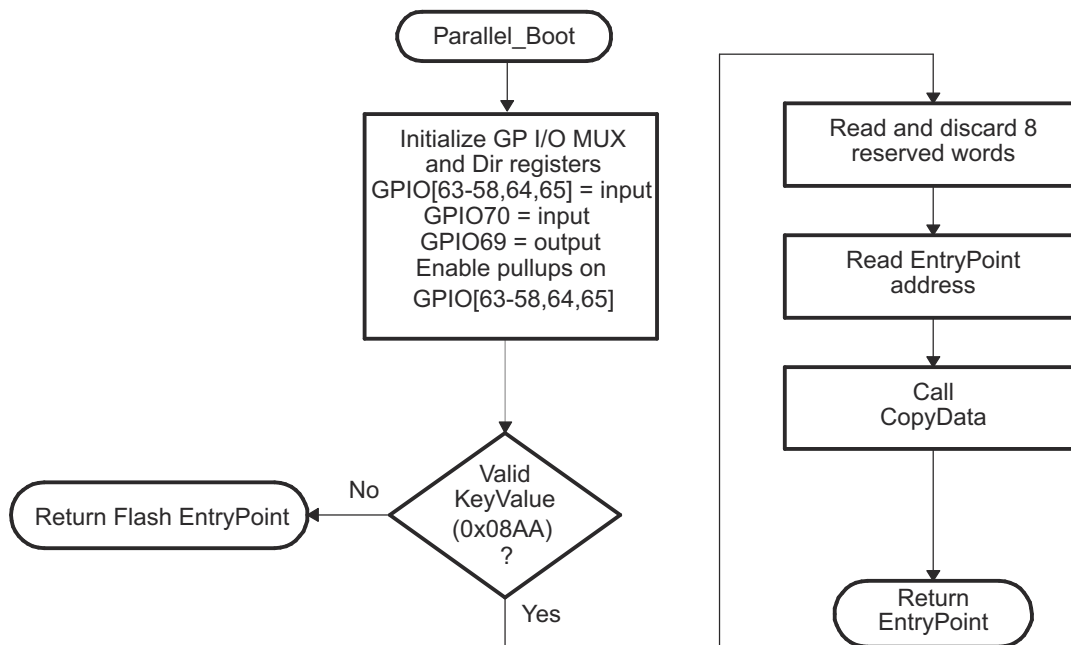 Parallel_Boot
Initialize GP I/O MUX
and Dir registers
GPIO[63-58,64,65] = input
GPIO70 = input
GPIO69 = output
Enable pullups on
GPIO[63-58,64,65]
Valid
KeyValue
(0x08AA)
?
No
Return Flash EntryPoint
Yes
Read and discard 8
reserved words
Read EntryPoint
address
Call
CopyData
Return
EntryPoint